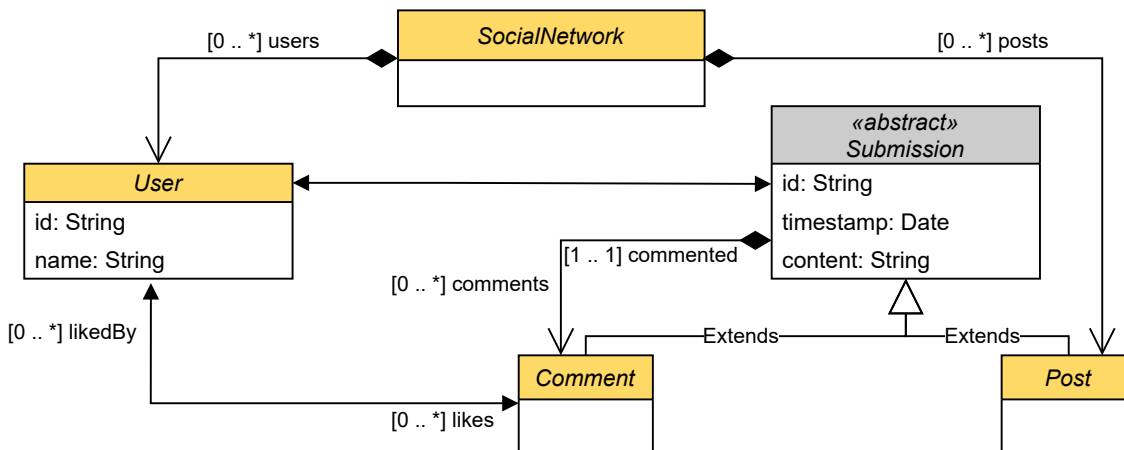 SocialNetwork
[0 .. *] users
[0 .. *] posts
«abstract»
Submission
id: String
timestamp: Date
content: String
User
id: String
name: String
[1 .. 1] commented
[0 .. *] comments
[0 .. *] likedBy
Extends
Extends
Comment
Post
[0 .. *] likes